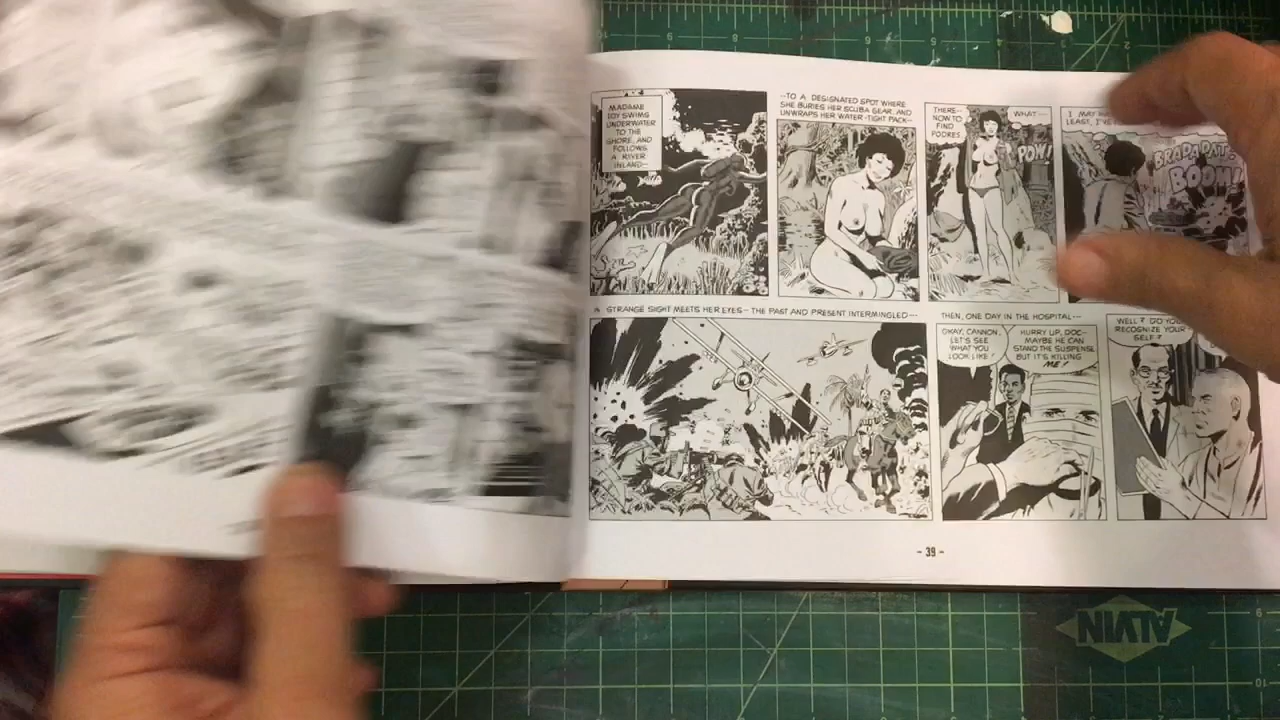 MADAME
TOY SWIMS
UNDERWATER
TO THE
SHORE, AND
FOLLOWS
A RIVER
INLAND--
--TO A DESIGNATED SPOT WHERE
SHE BURIES HER SCUBA GEAR, AND
UNWRAPS HER WATER-TIGHT PACK--
THERE--
NOW TO
FIND
PODRES.
WHAT--
POW!
I MAY
LEAST, I'VE
BRADADAT
BOOM!
A STRANGE SIGHT MEETS HER EYES-- THE PAST AND PRESENT INTERMINGLED---
THEN, ONE DAY IN THE HOSPITAL---
OKAY, CANNON,
LET'S SEE
WHAT YOU
LOOK LIKE!
HURRY UP, DOC--
MAYBE HE CAN
STAND THE SUSPENSE
BUT IT'S KILLING
ME!
WELL? DO YOU
RECOGNIZE YOUR
SELF?
- 39 -
ALVIN